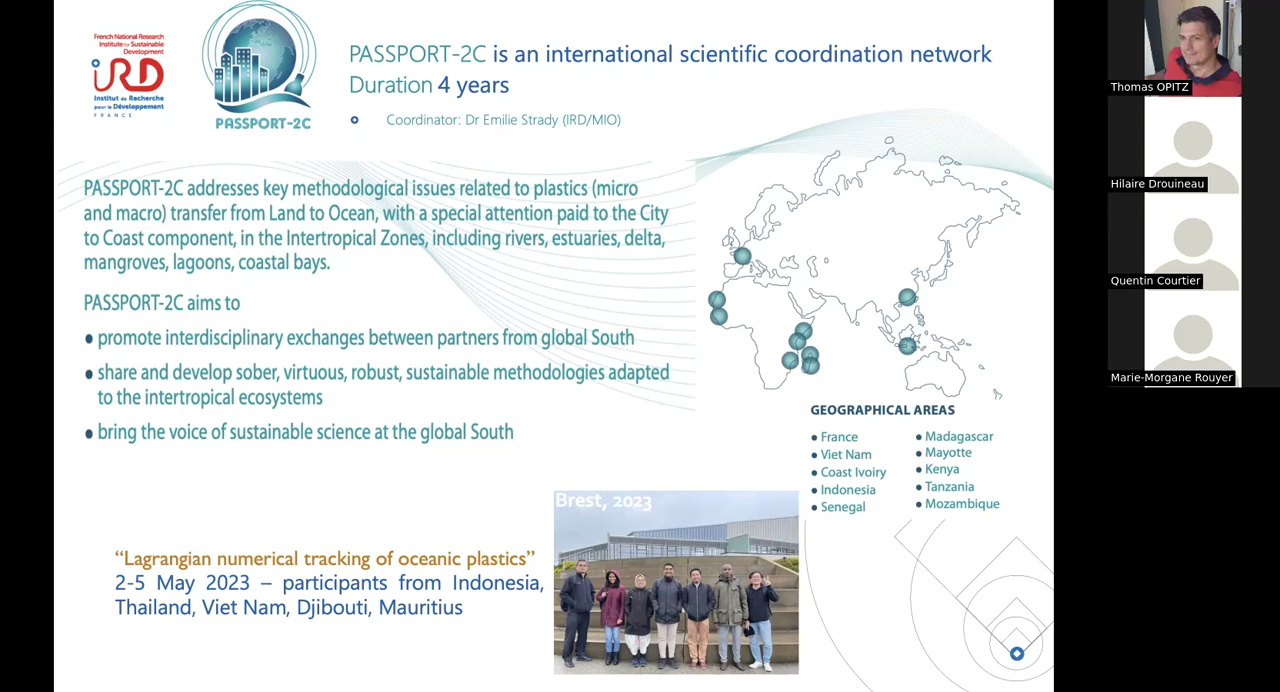 French National Research
Institute for Sustainable
Development
iRD
Institut de Recherche
pour le Développement
FRANCE
PASSPORT-2C
PASSPORT-2C is an international scientific coordination network
Duration 4 years
Coordinator: Dr Emilie Strady (IRD/MIO)
PASSPORT-2C addresses key methodological issues related to plastics (micro
and macro) transfer from Land to Ocean, with a special attention paid to the City
to Coast component, in the Intertropical Zones, including rivers, estuaries, delta,
mangroves, lagoons, coastal bays.
PASSPORT-2C aims to
• promote interdisciplinary exchanges between partners from global South
• share and develop sober, virtuous, robust, sustainable methodologies adapted
to the intertropical ecosystems
• bring the voice of sustainable science at the global South
GEOGRAPHICAL AREAS
• France
• Viet Nam
• Coast Ivoiry
• Indonesia
• Senegal
• Madagascar
• Mayotte
• Kenya
• Tanzania
• Mozambique
Brest, 2023
“Lagrangian numerical tracking of oceanic plastics”
2-5 May 2023 – participants from Indonesia,
Thailand, Viet Nam, Djibouti, Mauritius
Thomas OPITZ
Hilaire Drouineau
Quentin Courtier
Marie-Morgane Rouyer